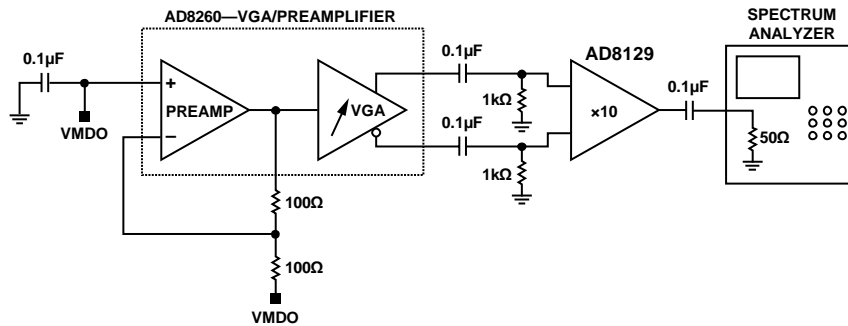 AD8260—VGA/PREAMPLIFIER
SPECTRUM
ANALYZER
0.1µF
0.1µF
AD8129
0.1µF
+
PREAMP
–
VGA
1kΩ
×10
VMDO
0.1µF
50Ω
1kΩ
100Ω
100Ω
VMDO